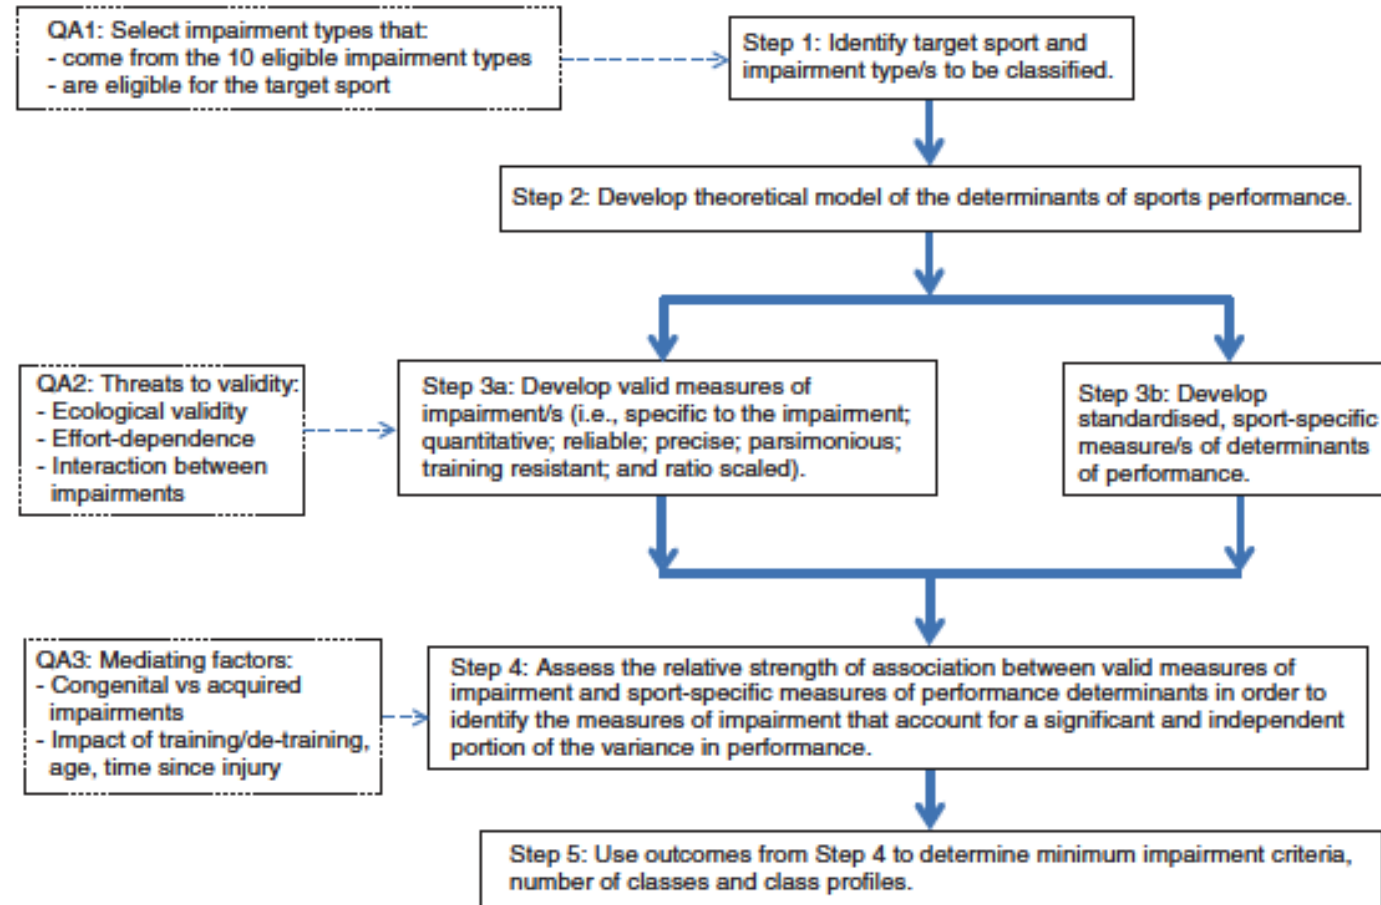 QA1: Select impairment types that:
- come from the 10 eligible impairment types
- are eligible for the target sport
Step 1: Identify target sport and
impairment type/s to be classified.
Step 2: Develop theoretical model of the determinants of sports performance.
QA2: Threats to validity:
- Ecological validity
- Effort-dependence
- Interaction between
impairments
Step 3a: Develop valid measures of
impairment/s (i.e., specific to the impairment;
quantitative; reliable; precise; parsimonious;
training resistant; and ratio scaled).
Step 3b: Develop
standardised, sport-specific
measure/s of determinants
of performance.
QA3: Mediating factors:
- Congenital vs acquired
impairments
- Impact of training/de-training,
age, time since injury
Step 4: Assess the relative strength of association between valid measures of
impairment and sport-specific measures of performance determinants in order to
identify the measures of impairment that account for a significant and independent
portion of the variance in performance.
Step 5: Use outcomes from Step 4 to determine minimum impairment criteria,
number of classes and class profiles.